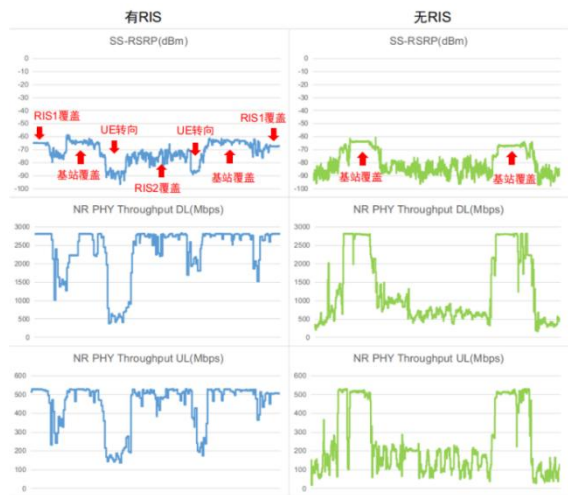 有RIS
无RIS
SS-RSRP(dBm)
0
-10
-20
-30
-40
-50
-60
-70
-80
-90
-100
RIS1覆盖
UE转向
UE转向
RIS1覆盖
基站覆盖
RIS2覆盖
基站覆盖
SS-RSRP(dBm)
0
-10
-20
-30
-40
-50
-60
-70
-80
-90
-100
基站覆盖
基站覆盖
NR PHY Throughput DL(Mbps)
3000
2500
2000
1500
1000
500
0
NR PHY Throughput DL(Mbps)
3000
2500
2000
1500
1000
500
0
NR PHY Throughput UL(Mbps)
600
500
400
300
200
100
0
NR PHY Throughput UL(Mbps)
600
500
400
300
200
100
0